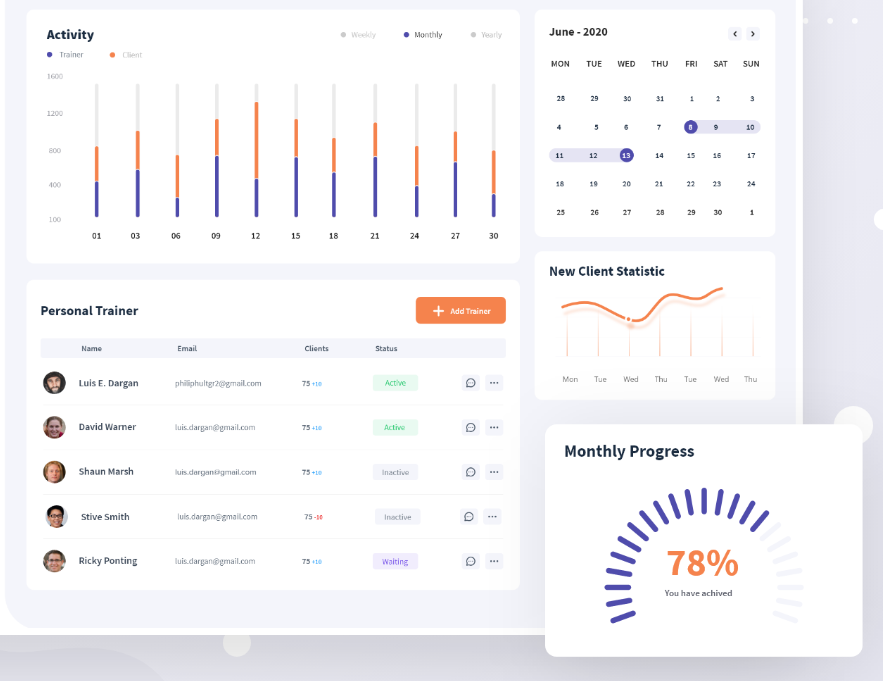 Activity
Weekly Monthly Yearly
Trainer Client
1600
1200
800
400
100
01 03 06 09 12 15 18 21 24 27 30
June - 2020
MON TUE WED THU FRI SAT SUN
28 29 30 31 1 2 3
4 5 6 7 8 9 10
11 12 13 14 15 16 17
18 19 20 21 22 23 24
25 26 27 28 29 30 1
Personal Trainer
Add Trainer
Name Email Clients Status
Luis E. Dargan philiphultgr2@gmail.com 75 +10 Active
David Warner luis.dargan@gmail.com 75 +10 Active
Shaun Marsh luis.dargan@gmail.com 75 +10 Inactive
Stive Smith luis.dargan@gmail.com 75 -10 Inactive
Ricky Ponting luis.dargan@gmail.com 75 +10 Waiting
New Client Statistic
Mon Tue Wed Thu Tue Wed Thu
Monthly Progress
78%
You have achived